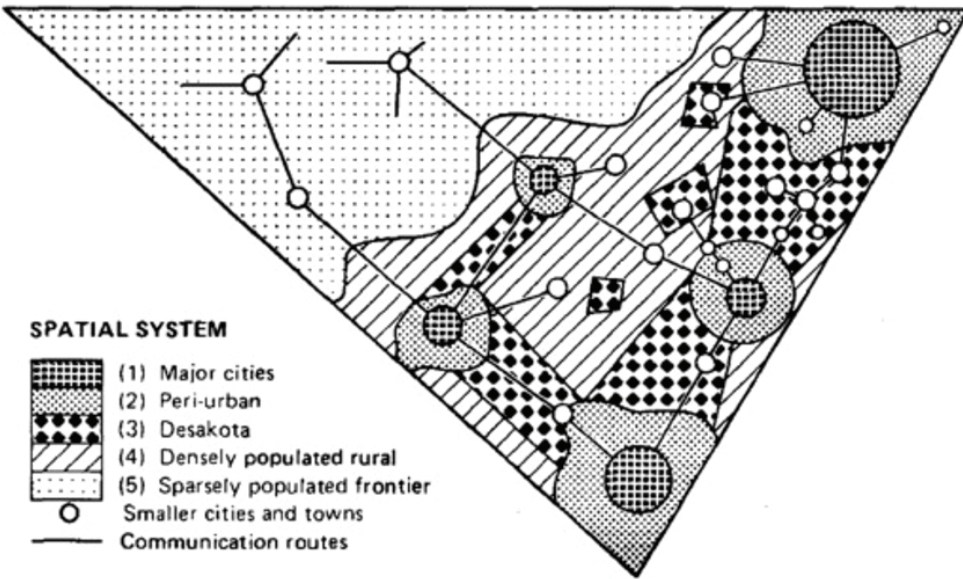 SPATIAL SYSTEM
(1) Major cities
(2) Peri-urban
(3) Desakota
(4) Densely populated rural
(5) Sparsely populated frontier
Smaller cities and towns
Communication routes